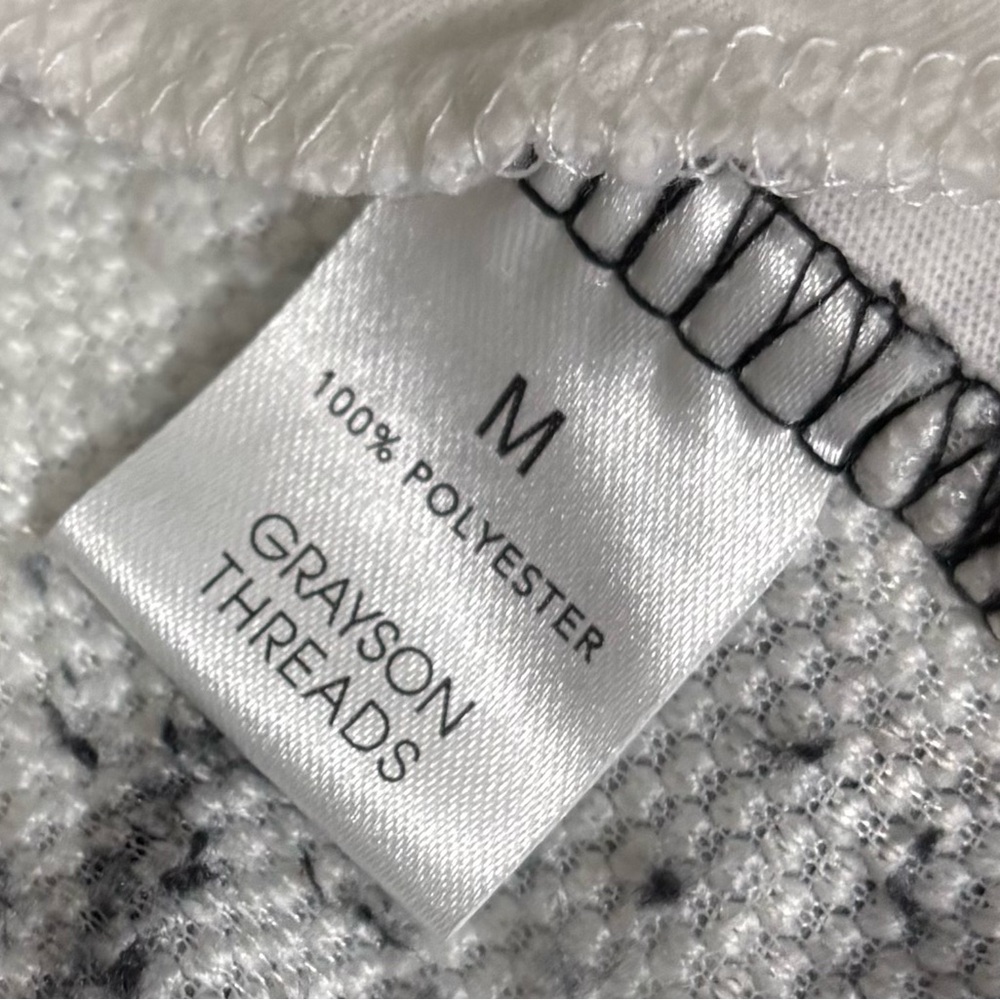 M
100% POLYESTER
GRAYSON
THREADS